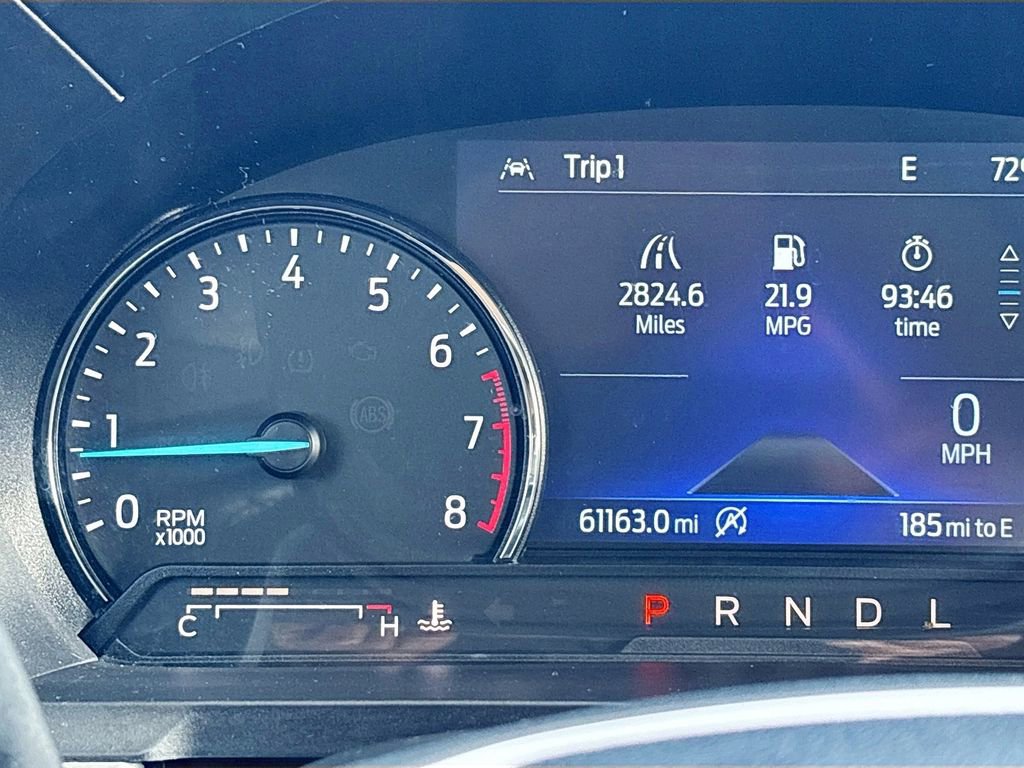 Trip 1 E 72°
2824.6 21.9 93:46
Miles MPG time
0
MPH
61163.0 mi 185 mi to E
0 1 2 3 4 5 6 7 8
RPM
x1000
ABS
C H
P R N D L